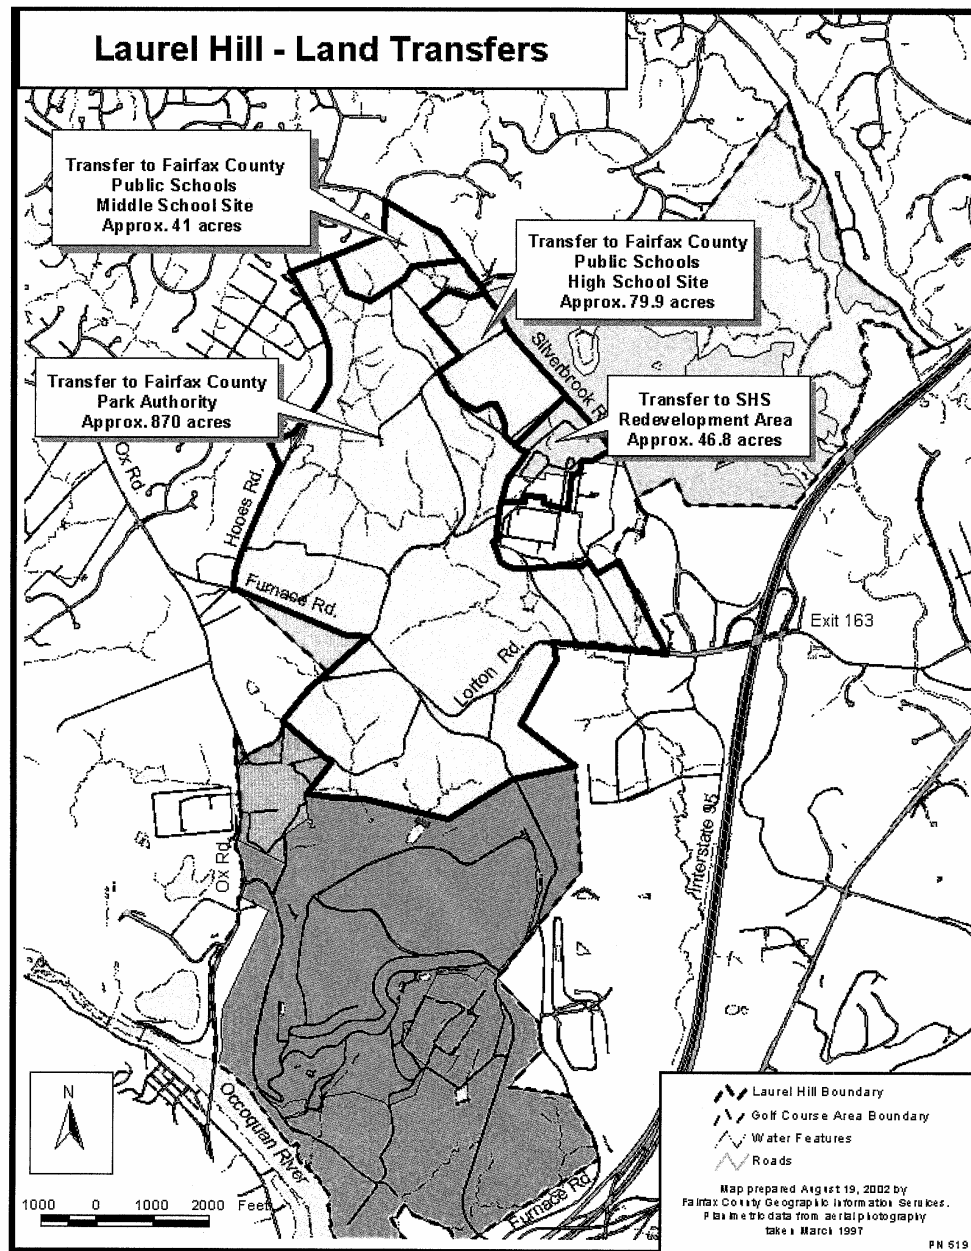 Laurel Hill - Land Transfers
Transfer to Fairfax County
Public Schools
Middle School Site
Approx. 41 acres
Transfer to Fairfax County
Public Schools
High School Site
Approx. 79.9 acres
Silverbrook R
Transfer to Fairfax County
Park Authority
Approx. 870 acres
Transfer to SHS
Redevelopment Area
Approx. 46.8 acres
Ox Rd
Hooes Rd.
Furnace Rd.
Exit 163
Lorton Rd.
Interstate 95
Ox Rd.
Occoquan River
Furnace Rd.
N
1000 0 1000 2000 Feet
Laurel Hill Boundary
Golf Course Area Boundary
Water Features
Roads
Map prepared August 19, 2002 by
Fairfax County Geographic Information Services.
Planimetric data from aerial photography
taken March 1997
PN 519